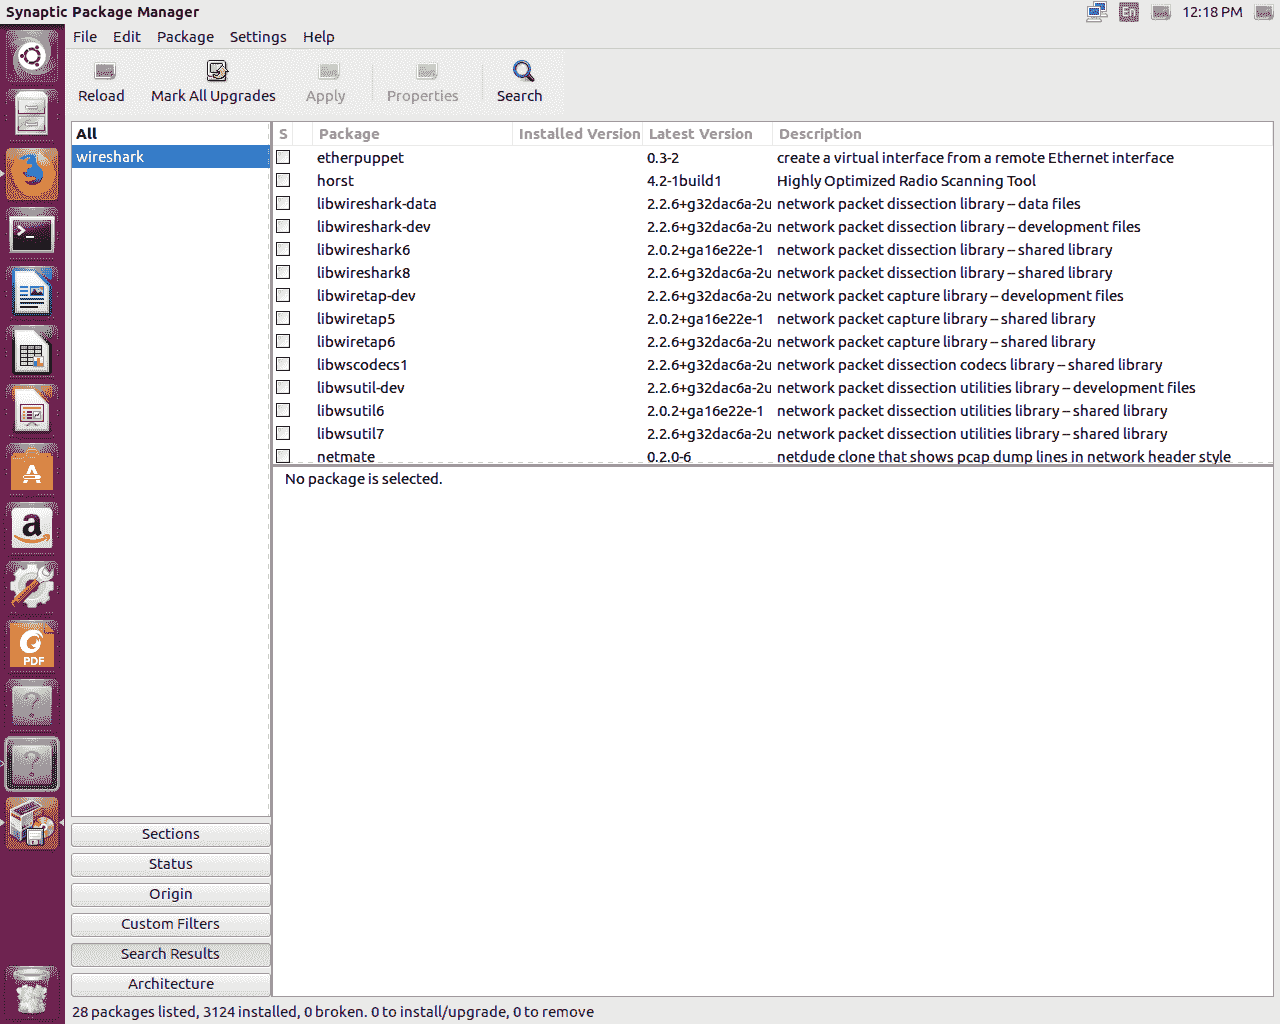 Synaptic Package Manager
En
12:18 PM
File Edit Package Settings Help
Reload Mark All Upgrades Apply Properties Search
All
wireshark
S Package Installed Version Latest Version Description
etherpuppet 0.3-2 create a virtual interface from a remote Ethernet interface
horst 4.2-1build1 Highly Optimized Radio Scanning Tool
libwireshark-data 2.2.6+g32dac6a-2u network packet dissection library – data files
libwireshark-dev 2.2.6+g32dac6a-2u network packet dissection library – development files
libwireshark6 2.0.2+ga16e22e-1 network packet dissection library – shared library
libwireshark8 2.2.6+g32dac6a-2u network packet dissection library – shared library
libwiretap-dev 2.2.6+g32dac6a-2u network packet capture library – development files
libwiretap5 2.0.2+ga16e22e-1 network packet capture library – shared library
libwiretap6 2.2.6+g32dac6a-2u network packet capture library – shared library
libwscodecs1 2.2.6+g32dac6a-2u network packet dissection codecs library – shared library
libwsutil-dev 2.2.6+g32dac6a-2u network packet dissection utilities library – development files
libwsutil6 2.0.2+ga16e22e-1 network packet dissection utilities library – shared library
libwsutil7 2.2.6+g32dac6a-2u network packet dissection utilities library – shared library
netmate 0.2.0-6 netdude clone that shows pcap dump lines in network header style
No package is selected.
PDF
Sections
Status
Origin
Custom Filters
Search Results
Architecture
28 packages listed, 3124 installed, 0 broken. 0 to install/upgrade, 0 to remove